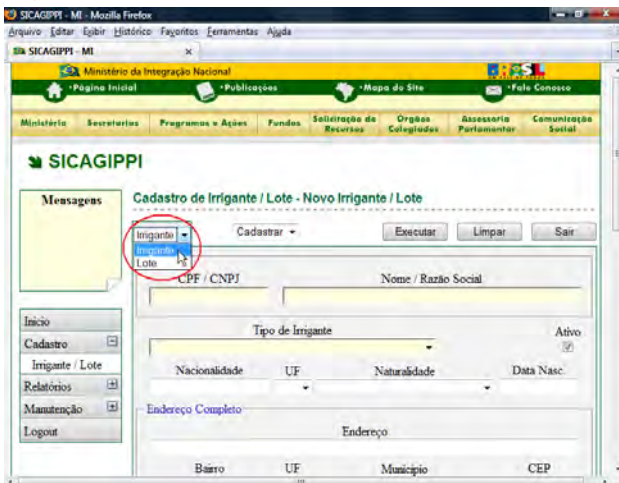 SICAGIPPI - MI - Mozilla Firefox
Arquivo Editar Exibir Histórico Favoritos Ferramentas Ajuda
SICAGIPPI - MI
Ministério da Integração Nacional BRASIL
Página Inicial Publicações Mapa do Site Fale Conosco
Ministério Secretarias Programas e Ações Fundos Solicitação de Recursos Órgãos Colegiados Assessoria Parlamentar Comunicação Social
SICAGIPPI
Mensagens
Cadastro de Irrigante / Lote - Novo Irrigante / Lote
Irrigante Cadastrar Executar Limpar Sair
Irrigante
Lote
CPF / CNPJ Nome / Razão Social
Início
Cadastro
Irrigante / Lote
Relatórios
Manutenção
Logout
Tipo de Irrigante Ativo
Nacionalidade UF Naturalidade Data Nasc.
Endereço Completo
Endereço
Bairro UF Município CEP